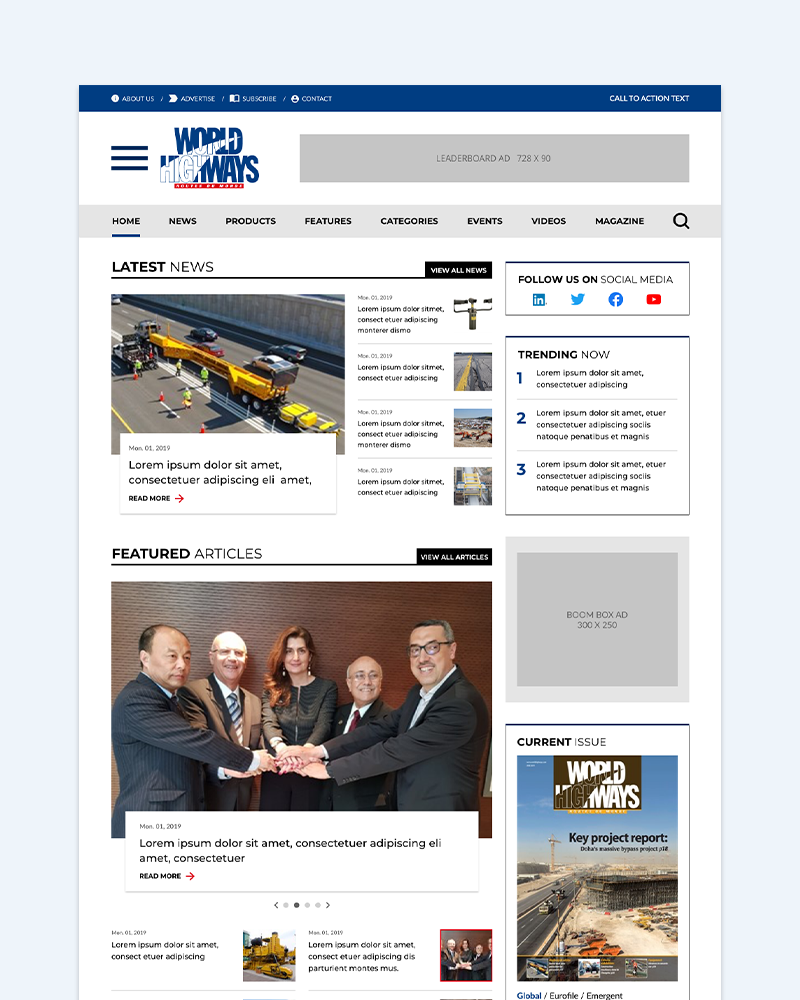 ABOUT US / ADVERTISE / SUBSCRIBE / CONTACT
CALL TO ACTION TEXT
WORLD
HIGHWAYS
ROUTES DU MONDE
LEADERBOARD AD 728 X 90
HOME NEWS PRODUCTS FEATURES CATEGORIES EVENTS VIDEOS MAGAZINE
LATEST NEWS
VIEW ALL NEWS
Mon. 01, 2019
Lorem ipsum dolor sit amet,
consectetuer adipiscing eli amet,
READ MORE
Mon. 01, 2019
Lorem ipsum dolor sitmet,
consect etuer adipiscing
monterer dismo
Mon. 01, 2019
Lorem ipsum dolor sitmet,
consect etuer adipiscing
Mon. 01, 2019
Lorem ipsum dolor sitmet,
consect etuer adipiscing
monterer dismo
Mon. 01, 2019
Lorem ipsum dolor sitmet,
consect etuer adipiscing
FOLLOW US ON SOCIAL MEDIA
TRENDING NOW
1 Lorem ipsum dolor sit amet,
consectetuer adipiscing
2 Lorem ipsum dolor sit amet, etuer
consectetuer adipiscing sociis
natoque penatibus et magnis
3 Lorem ipsum dolor sit amet, etuer
consectetuer adipiscing sociis
natoque penatibus et magnis
FEATURED ARTICLES
VIEW ALL ARTICLES
Mon. 01, 2019
Lorem ipsum dolor sit amet, consectetuer adipiscing eli
amet, consectetuer
READ MORE
Mon. 01, 2019
Lorem ipsum dolor sit amet,
consectetuer adipiscing
Mon. 01, 2019
Lorem ipsum dolor sit amet,
consectetuer adipiscing dis
parturient montes mus.
BOOM BOX AD
300 X 250
CURRENT ISSUE
WORLD
HIGHWAYS
ROUTES DU MONDE
Key project report:
Doha's massive bypass project p18
Global / Eurofile / Emergent